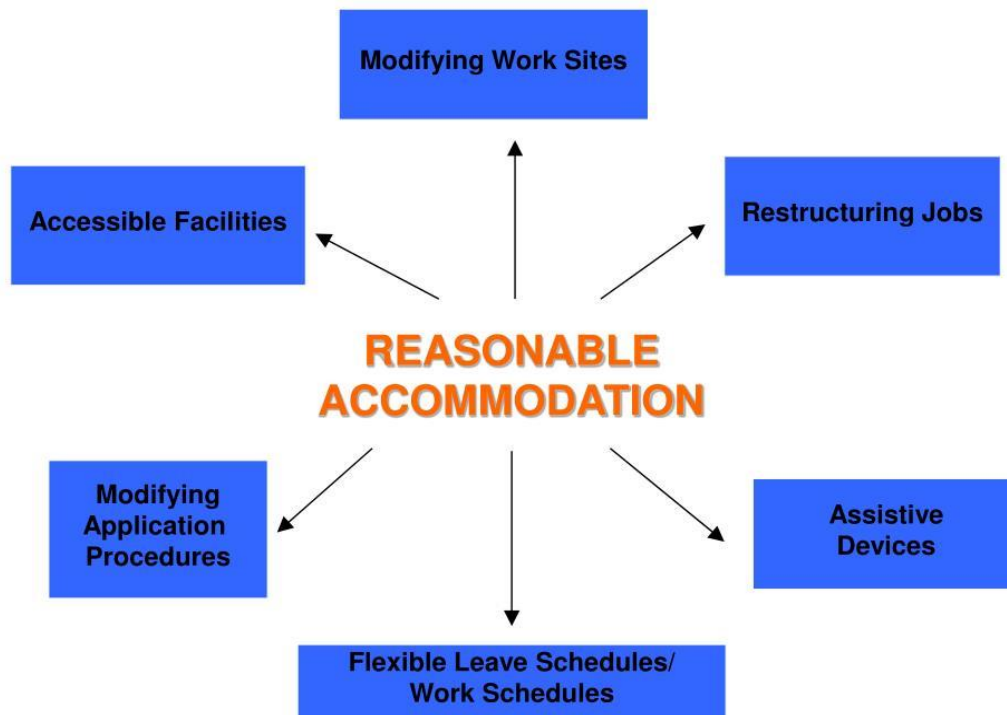 Modifying Work Sites
Accessible Facilities
Restructuring Jobs
REASONABLE
ACCOMMODATION
Modifying
Application
Procedures
Assistive
Devices
Flexible Leave Schedules/
Work Schedules